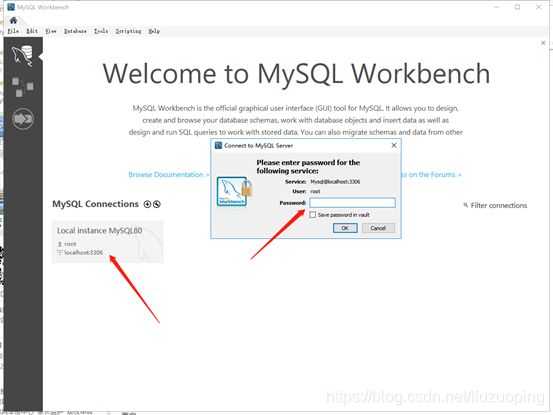 MySQL Workbench
File Edit View Database Tools Scripting Help
Welcome to MySQL Workbench
MySQL Workbench is the official graphical user interface (GUI) tool for MySQL. It allows you to design,
create and browse your database schemas, work with database objects and insert data as well as
design and run SQL queries to work with stored data. You can also migrate schemas and data from other
Connect to MySQL Server
Please enter password for the
following service:
Service: Mysql@localhost:3306
User: root
Password:
Save password in vault
OK Cancel
MySQL
Workbench
Browse Documentation >
ss on the Forums >
MySQL Connections
Filter connections
Local instance MySQL80
root
localhost:3306
https://blog.csdn.net/liuzuoping